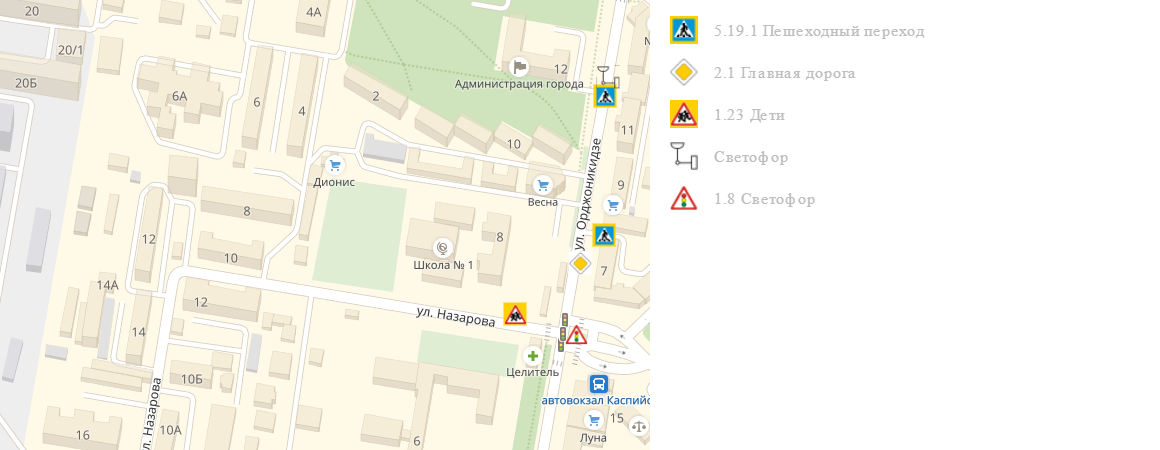 20
4А
20/1
12
Администрация города
20Б
6А
6
4
2
11
10
ул. Орджоникидзе
Дионис
9
Весна
8
12
8
Школа № 1
10
7
14А
12
ул. Назарова
14
Целитель
10Б
автовокзал Каспийс
15
Луна
16
10А
6
л. Назарова
5.19.1 Пешеходный переход
2.1 Главная дорога
1.23 Дети
Светофор
1.8 Светофор